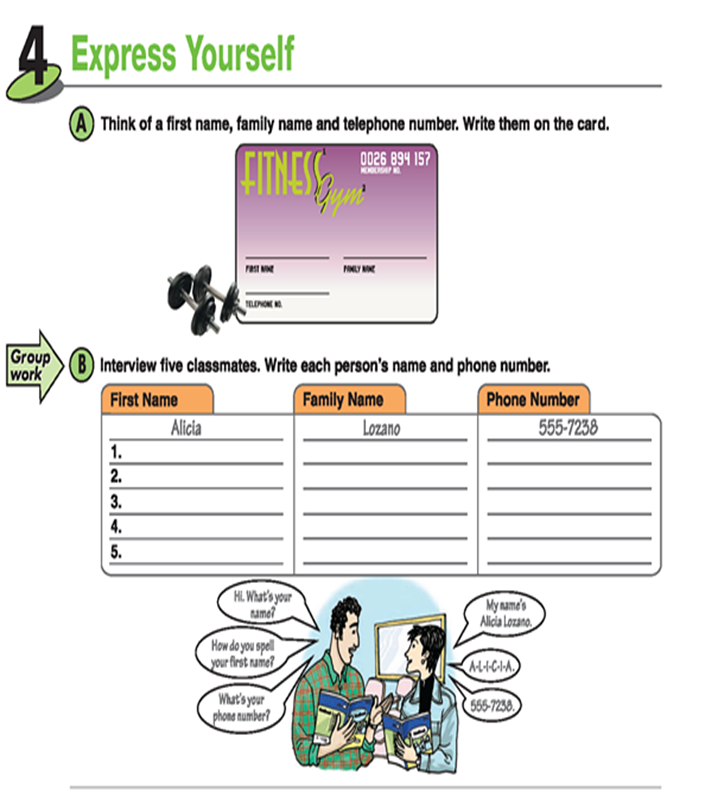 4 Express Yourself
A Think of a first name, family name and telephone number. Write them on the card.
FITNESS
Gym
0026 894 157
MEMBERSHIP NO.
FIRST NAME FAMILY NAME
TELEPHONE NO.
Group
work
B Interview five classmates. Write each person's name and phone number.
First Name Family Name Phone Number
Alicia Lozano 555-7238
1.
2.
3.
4.
5.
Hi. What's your
name?
My name's
Alicia Lozano.
How do you spell
your first name?
A-L-I-C-I-A.
What's your
phone number?
555-7238.